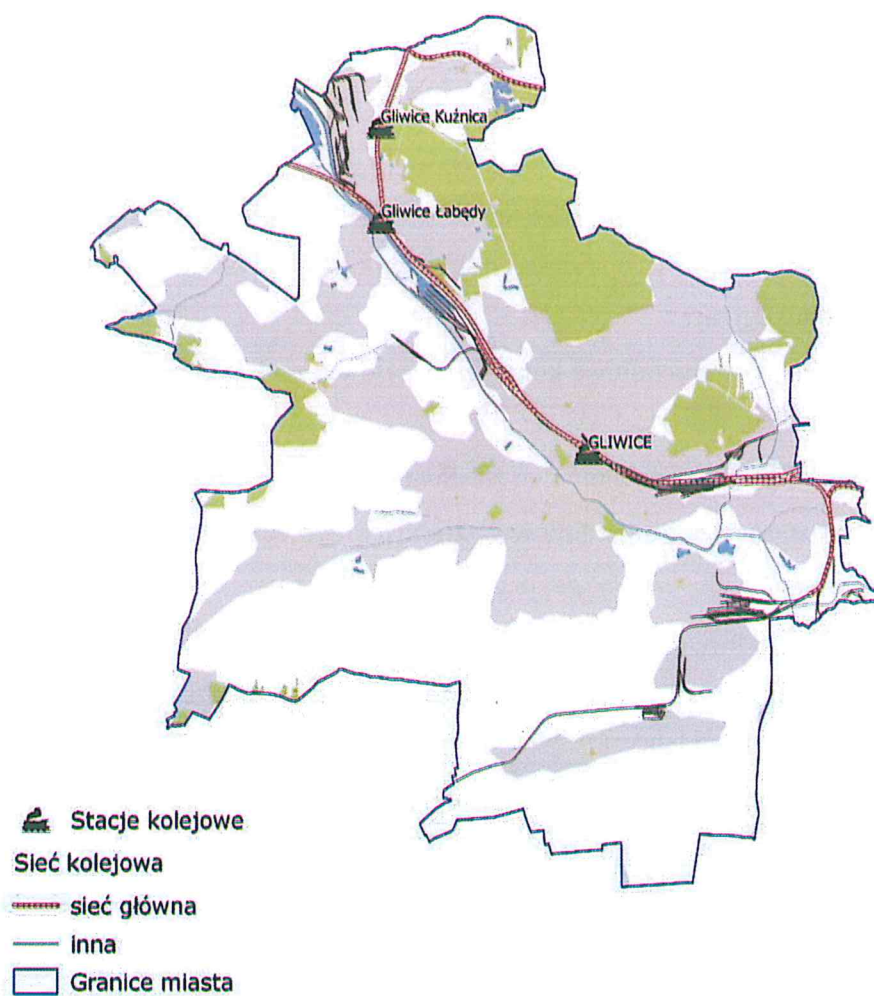 Gliwice Kuźnica
Gliwice Łabędy
GLIWICE
Stacje kolejowe
Sieć kolejowa
sieć główna
inna
Granice miasta